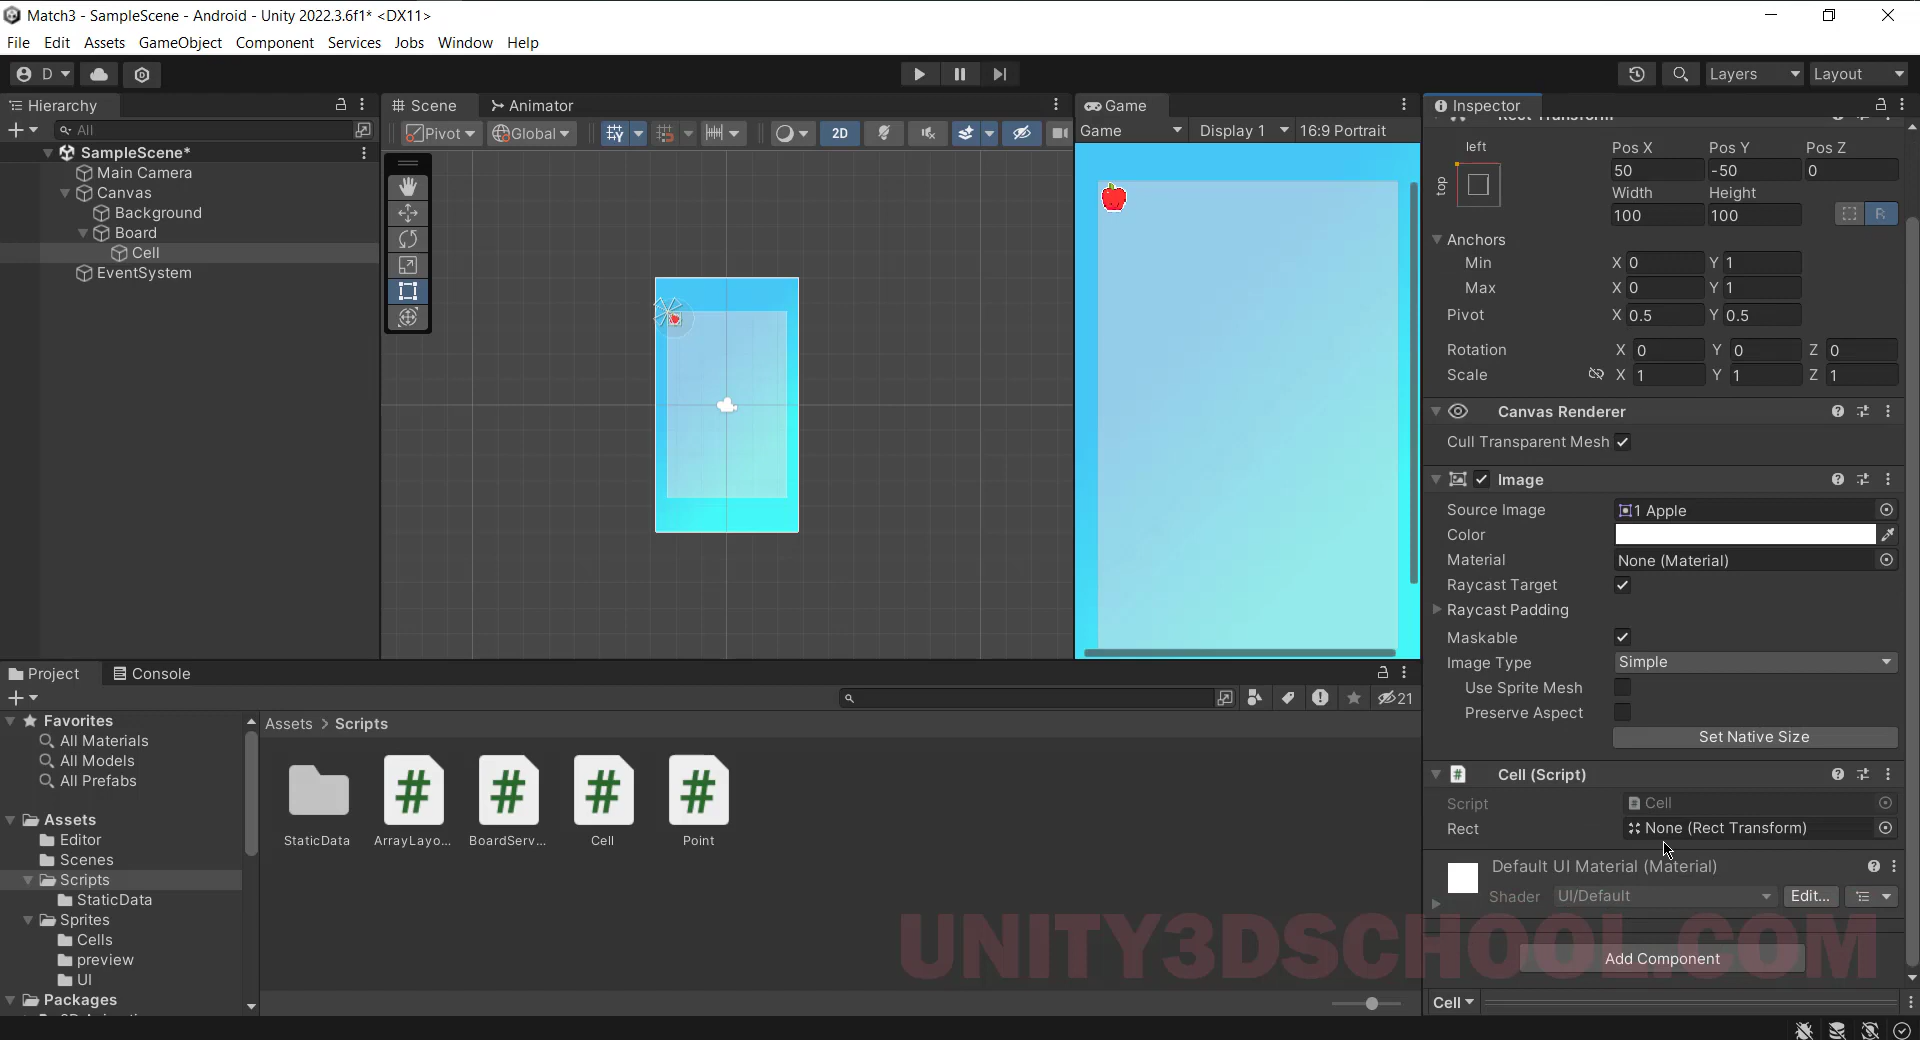 Match3 - SampleScene - Android - Unity 2022.3.6f1* <DX11>
File Edit Assets GameObject Component Services Jobs Window Help
D Layers Layout
Hierarchy
All
SampleScene*
Main Camera
Canvas
Background
Board
Cell
EventSystem
Scene Animator
Pivot Global 2D
Game
Game Display 1 16:9 Portrait
Inspector
Rect Transform
left
top
Pos X Pos Y Pos Z
50 -50 0
Width Height
100 100 R
Anchors
Min X 0 Y 1
Max X 0 Y 1
Pivot X 0.5 Y 0.5
Rotation X 0 Y 0 Z 0
Scale X 1 Y 1 Z 1
Canvas Renderer
Cull Transparent Mesh
Image
Source Image 1 Apple
Color
Material None (Material)
Raycast Target
Raycast Padding
Maskable
Image Type Simple
Use Sprite Mesh
Preserve Aspect
Set Native Size
Cell (Script)
Script Cell
Rect None (Rect Transform)
Default UI Material (Material)
Shader UI/Default Edit...
Add Component
Cell
Project Console
21
Favorites
All Materials
All Models
All Prefabs
Assets
Editor
Scenes
Scripts
StaticData
Sprites
Cells
preview
UI
Packages
Assets > Scripts
StaticData ArrayLayo... BoardServ... Cell Point
UNITY3DSCHOOL.COM